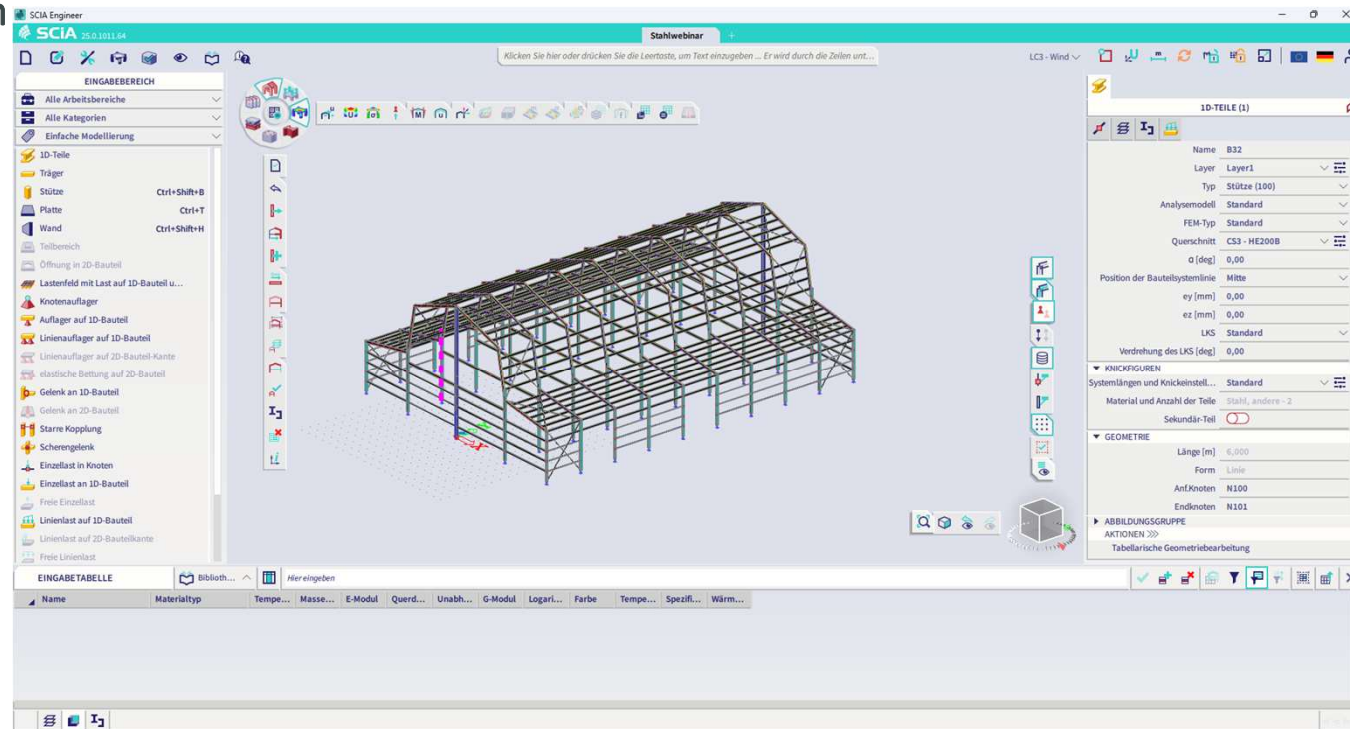 SCIA Engineer
SCIA 25.0.1011.64
Stahlwebinar
Klicken Sie hier oder drücken Sie die Leertaste, um Text einzugeben ... Er wird durch die Zeilen unt...
LC3 - Wind
EINGABEBEREICH
Alle Arbeitsbereiche
Alle Kategorien
Einfache Modellierung
1D-Teile
Träger
Stütze Ctrl+Shift+B
Platte Ctrl+T
Wand Ctrl+Shift+H
Teilbereich
Öffnung in 2D-Bauteil
Lastenfeld mit Last auf 1D-Bauteil u...
Knotenauflager
Auflager auf 1D-Bauteil
Linienauflager auf 1D-Bauteil
Linienauflager auf 2D-Bauteil-Kante
elastische Bettung auf 2D-Bauteil
Gelenk an 1D-Bauteil
Gelenk an 2D-Bauteil
Starre Kopplung
Scherengelenk
Einzellast in Knoten
Einzellast an 1D-Bauteil
Freie Einzellast
Linienlast auf 1D-Bauteil
Linienlast auf 2D-Bauteilkante
Freie Linienlast
1D-TEILE (1)
Name B32
Layer Layer1
Typ Stütze (100)
Analysemodell Standard
FEM-Typ Standard
Querschnitt CS3 - HE200B
α [deg] 0,00
Position der Bauteilsystemlinie Mitte
ey [mm] 0,00
ez [mm] 0,00
LKS Standard
Verdrehung des LKS [deg] 0,00
KNICKFIGUREN
Systemlängen und Knickeinstell... Standard
Material und Anzahl der Teile Stahl, andere - 2
Sekundär-Teil
GEOMETRIE
Länge [m] 6,000
Form Linie
Anf.Knoten N100
Endknoten N101
ABBILDUNGSGRUPPE
AKTIONEN >>>
Tabellarische Geometriebearbeitung
EINGABETABELLE Biblioth... Hier eingeben
Name Materialtyp Tempe... Masse... E-Modul Querd... Unabh... G-Modul Logari... Farbe Tempe... Spezifi... Wärm...